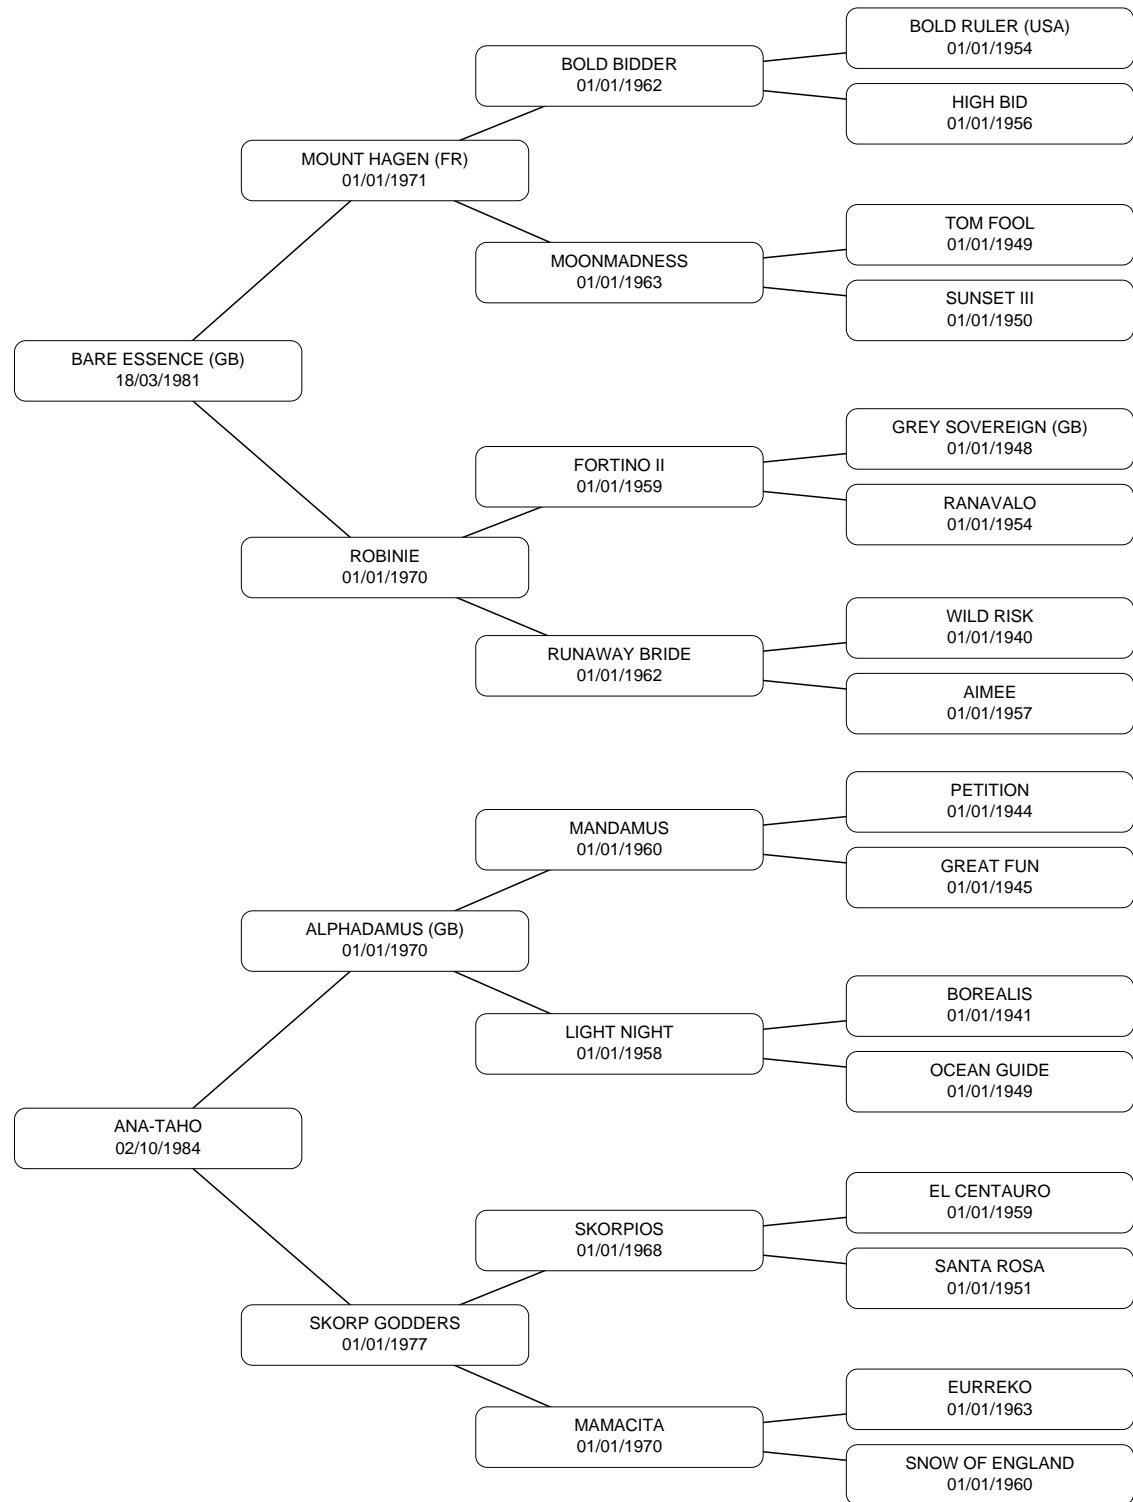 BOLD RULER (USA)
01/01/1954
BOLD BIDDER
01/01/1962
HIGH BID
01/01/1956
MOUNT HAGEN (FR)
01/01/1971
TOM FOOL
01/01/1949
MOONMADNESS
01/01/1963
SUNSET III
01/01/1950
BARE ESSENCE (GB)
18/03/1981
GREY SOVEREIGN (GB)
01/01/1948
FORTINO II
01/01/1959
RANAVALO
01/01/1954
ROBINIE
01/01/1970
WILD RISK
01/01/1940
RUNAWAY BRIDE
01/01/1962
AIMEE
01/01/1957
PETITION
01/01/1944
MANDAMUS
01/01/1960
GREAT FUN
01/01/1945
ALPHADAMUS (GB)
01/01/1970
BOREALIS
01/01/1941
LIGHT NIGHT
01/01/1958
OCEAN GUIDE
01/01/1949
ANA-TAHO
02/10/1984
EL CENTAURO
01/01/1959
SKORPIOS
01/01/1968
SANTA ROSA
01/01/1951
SKORP GODDERS
01/01/1977
EURREKO
01/01/1963
MAMACITA
01/01/1970
SNOW OF ENGLAND
01/01/1960